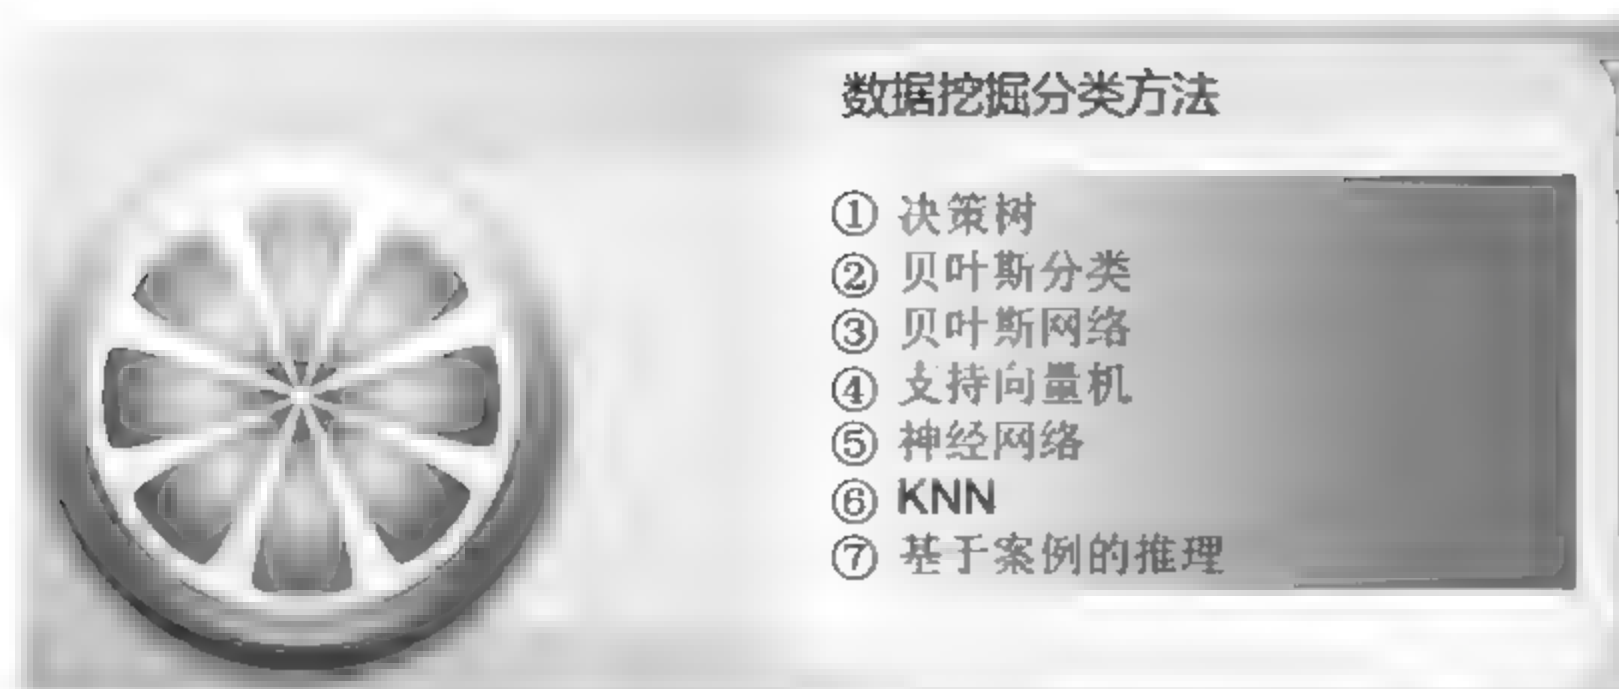 数据挖掘分类方法
① 决策树
② 贝叶斯分类
③ 贝叶斯网络
④ 支持向量机
⑤ 神经网络
⑥ KNN
⑦ 基于案例的推理